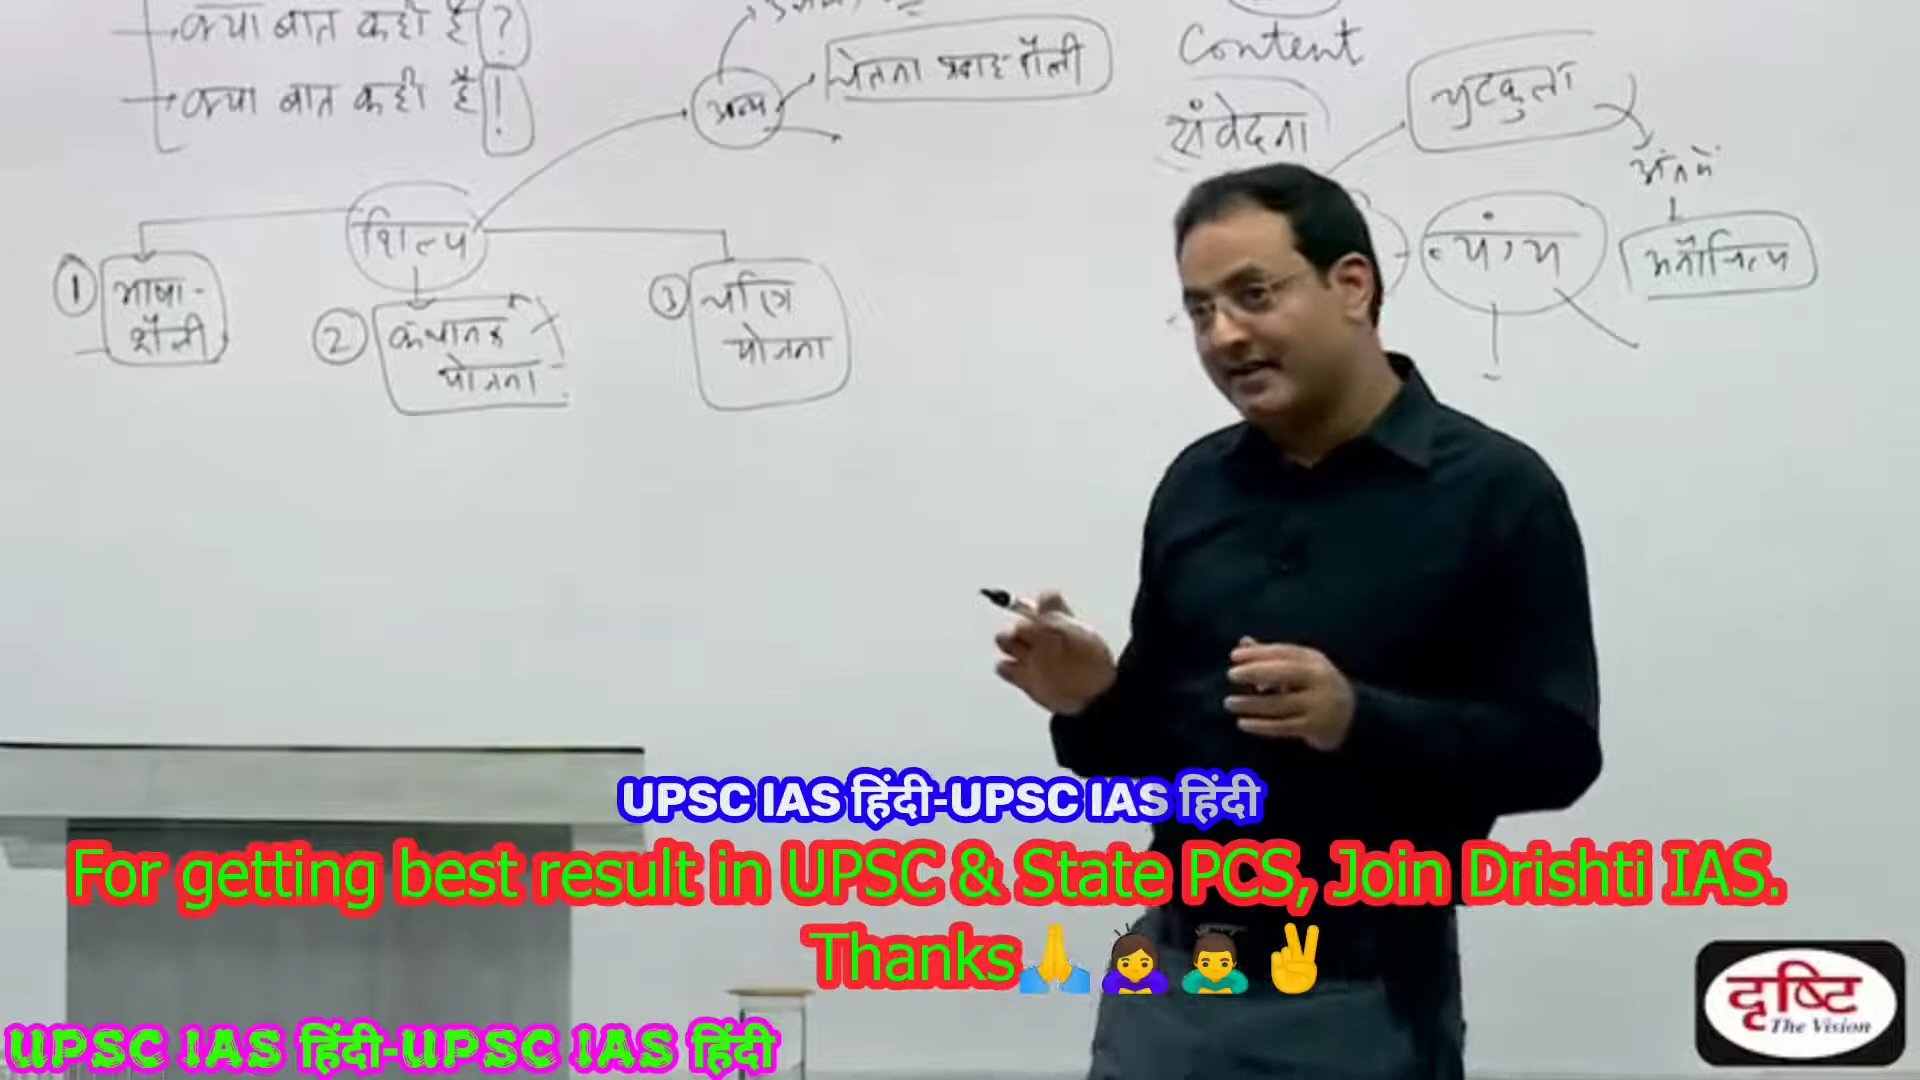 क्या बात कही है ?
क्या बात कही है !
अन्य
चेतना प्रवाह शैली
Content
संवेदना
चुटकुला
अंत में
अनौचित्य
व्यंग्य
शिल्प
① भाषा-
शैली
② कथानक
योजना
③ चरित्र
योजना
UPSC IAS हिंदी-UPSC IAS हिंदी
For getting best result in UPSC & State PCS, Join Drishti IAS.
Thanks🙏🙇‍♀️🙇‍♂️✌
UPSC IAS हिंदी-UPSC IAS हिंदी
दृष्टि
The Vision